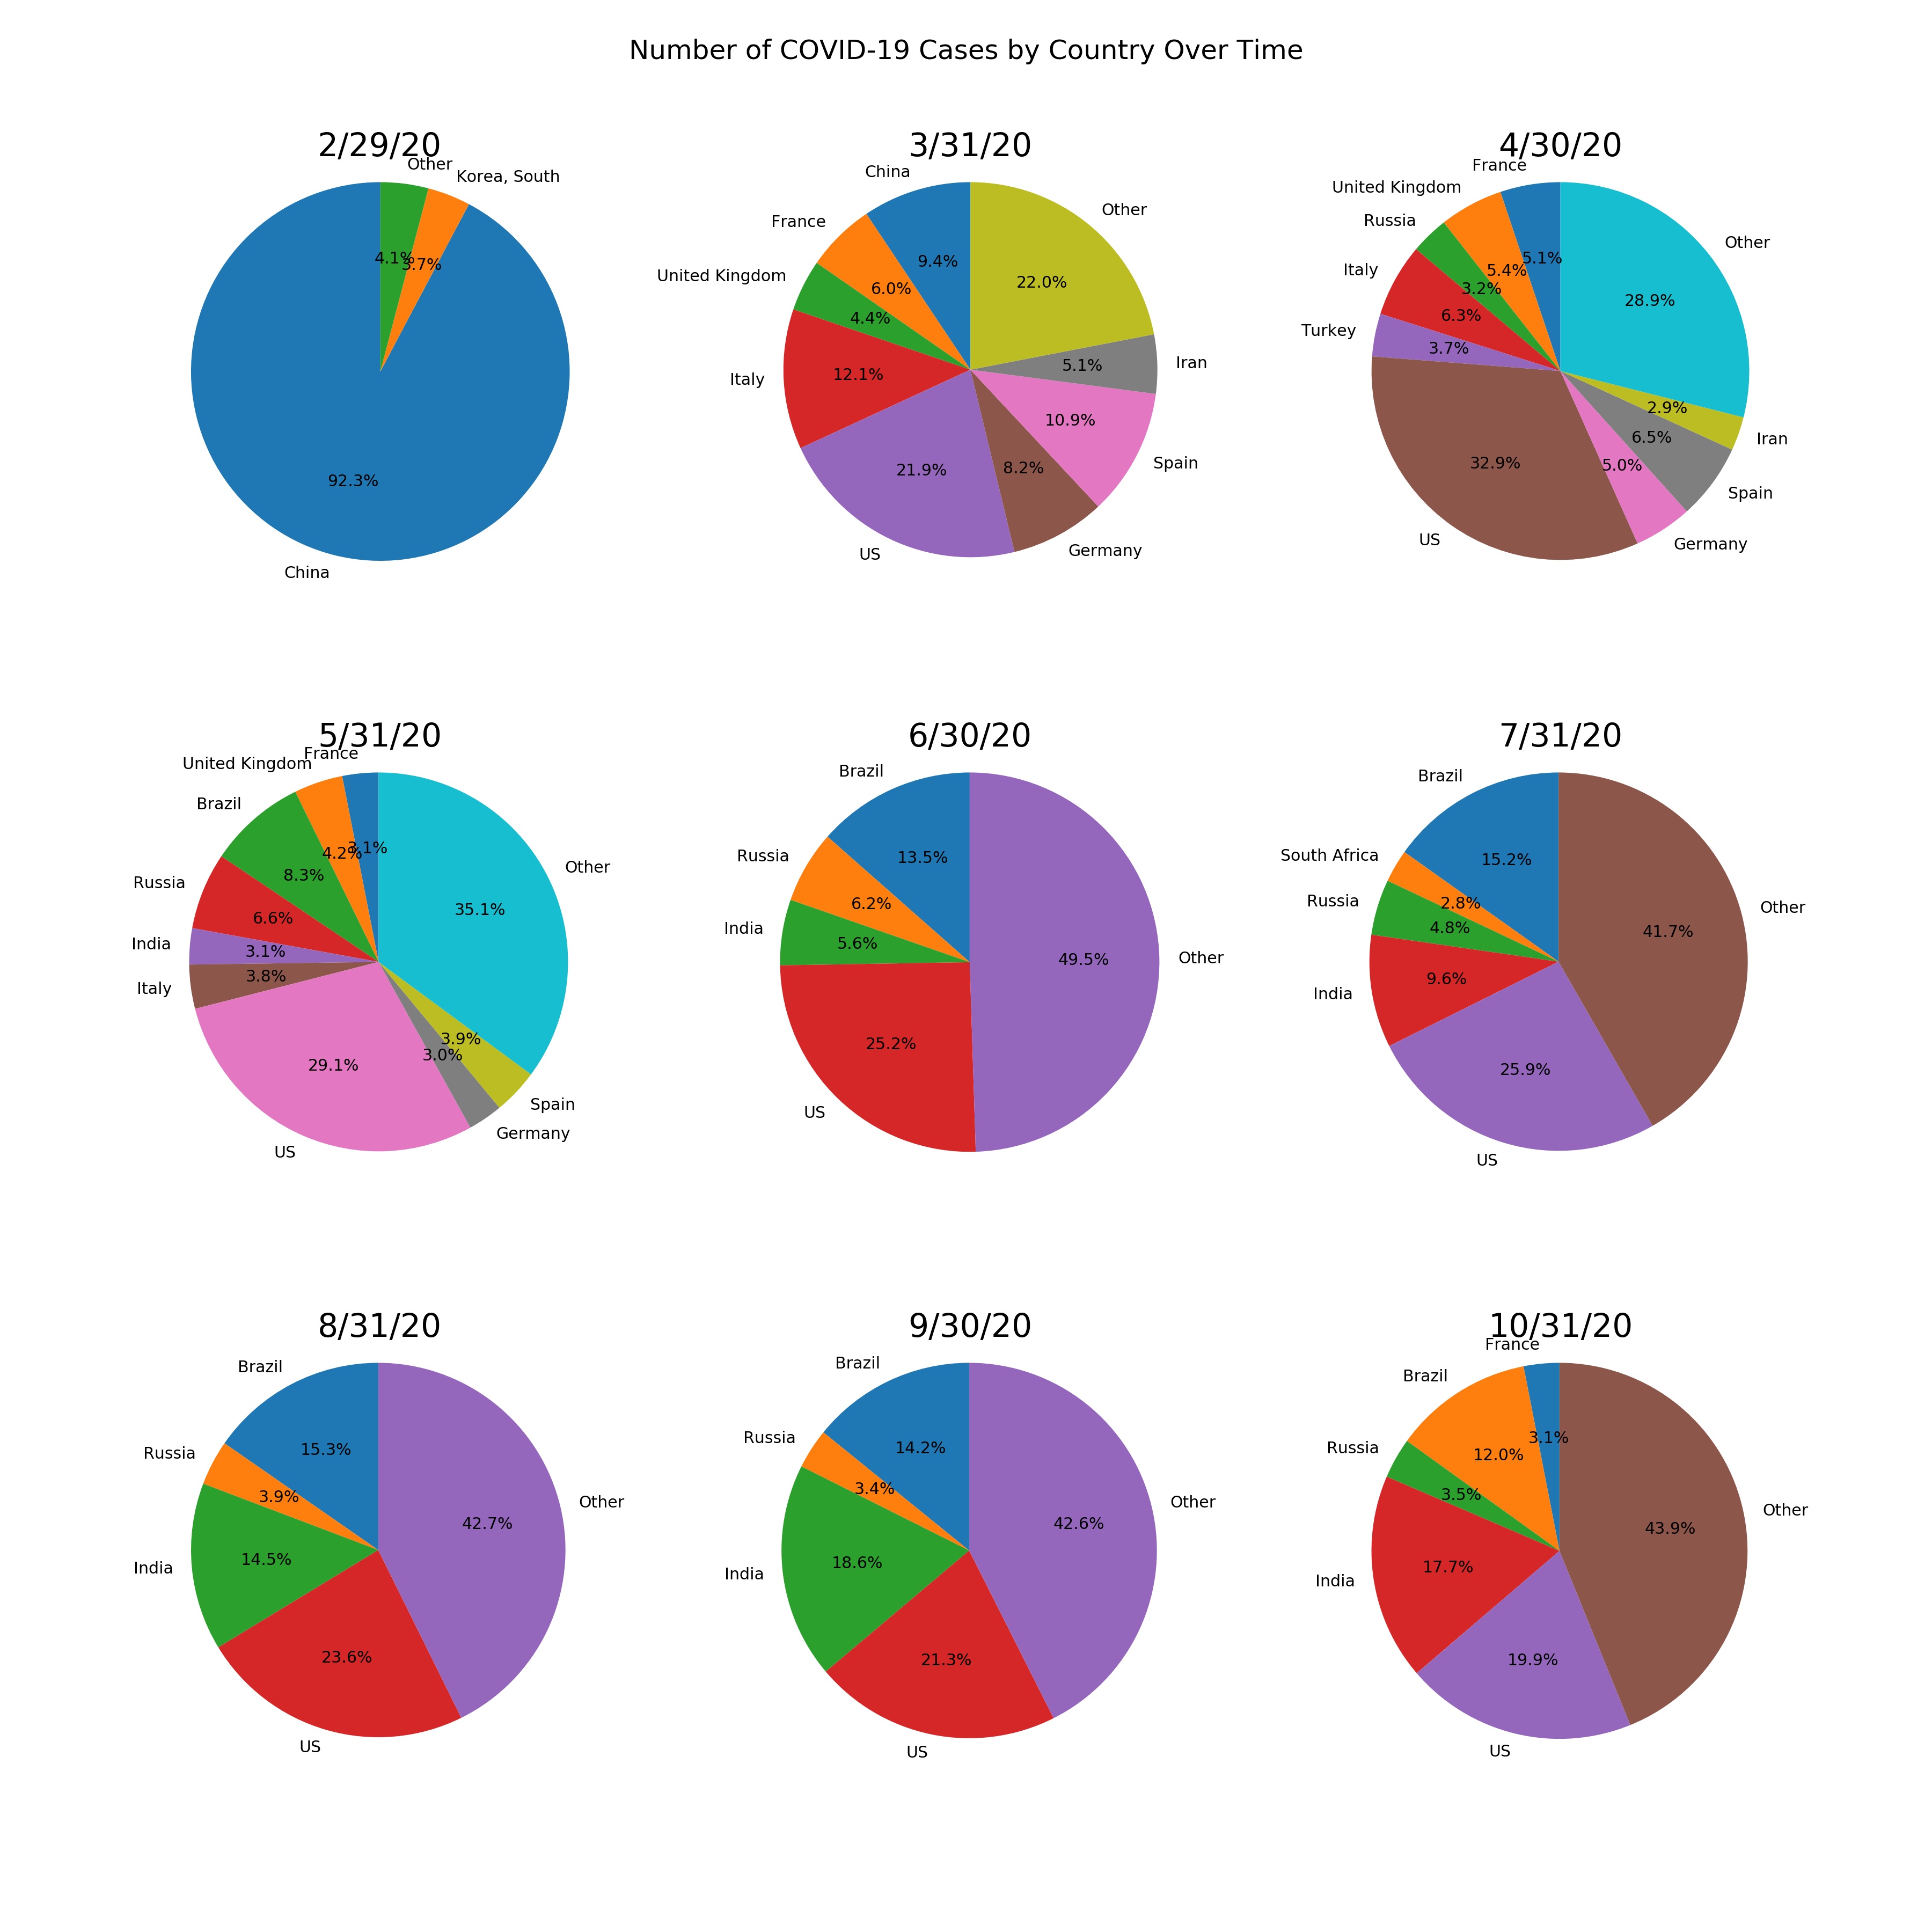 Number of COVID-19 Cases by Country Over Time
2/29/20
Other
Korea, South
4.1%
3.7%
92.3%
China
3/31/20
China
France
United Kingdom
Italy
US
Germany
Spain
Iran
Other
9.4%
6.0%
4.4%
12.1%
21.9%
8.2%
10.9%
5.1%
22.0%
4/30/20
France
United Kingdom
Russia
Italy
Turkey
US
Germany
Spain
Iran
Other
5.1%
5.4%
3.2%
6.3%
3.7%
32.9%
5.0%
6.5%
2.9%
28.9%
5/31/20
France
United Kingdom
Brazil
Russia
India
Italy
US
Germany
Spain
Other
3.1%
4.2%
8.3%
6.6%
3.1%
3.8%
29.1%
3.0%
3.9%
35.1%
6/30/20
Brazil
Russia
India
US
Other
13.5%
6.2%
5.6%
25.2%
49.5%
7/31/20
Brazil
South Africa
Russia
India
US
Other
15.2%
2.8%
4.8%
9.6%
25.9%
41.7%
8/31/20
Brazil
Russia
India
US
Other
15.3%
3.9%
14.5%
23.6%
42.7%
9/30/20
Brazil
Russia
India
US
Other
14.2%
3.4%
18.6%
21.3%
42.6%
10/31/20
France
Brazil
Russia
India
US
Other
3.1%
12.0%
3.5%
17.7%
19.9%
43.9%